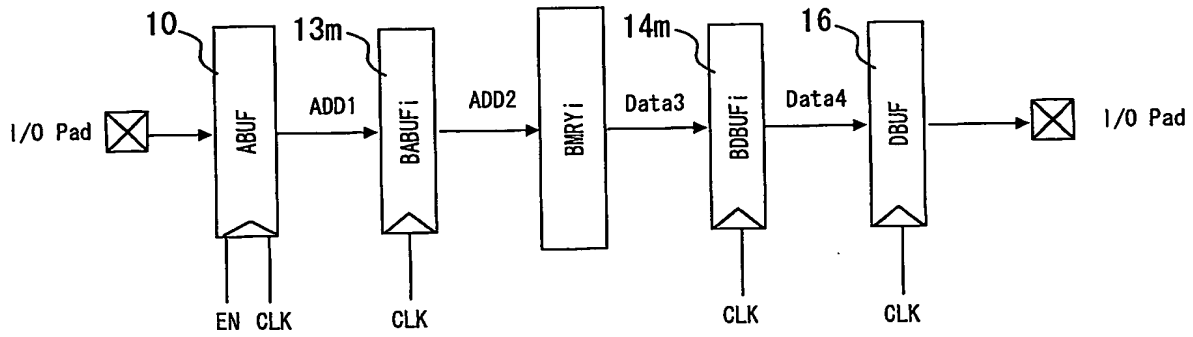 10
13m
14m
16
I/O Pad
ABUF
ADD1
BABUFi
ADD2
BMRYi
Data3
BDBUFi
Data4
DBUF
I/O Pad
EN CLK
CLK
CLK
CLK